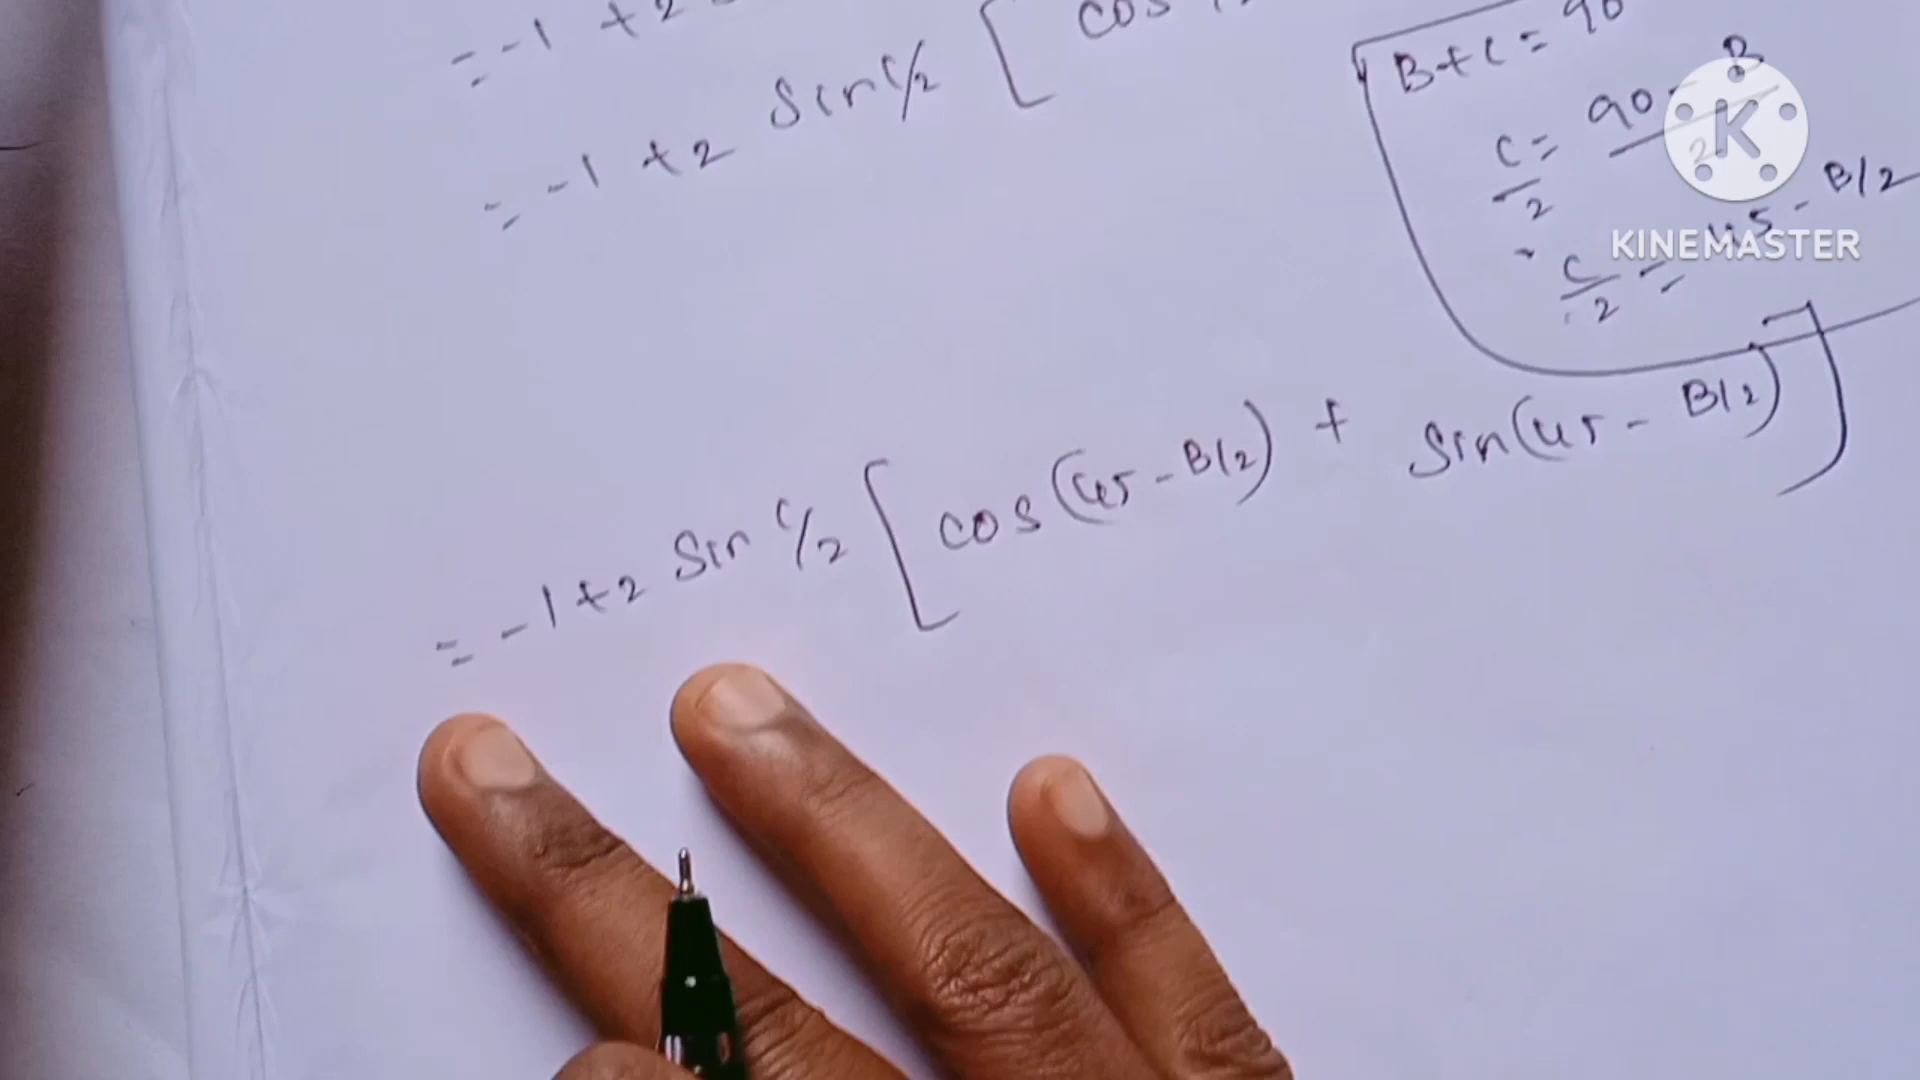 = -1 + 2
= -1 + 2 Sin C/2 [ cos
B + C = 90
C/2 = 90 - B / 2
C/2 = 45 - B/2
KINEMASTER
= -1 + 2 Sin C/2 [ cos (45 - B/2) + Sin (45 - B/2) ]